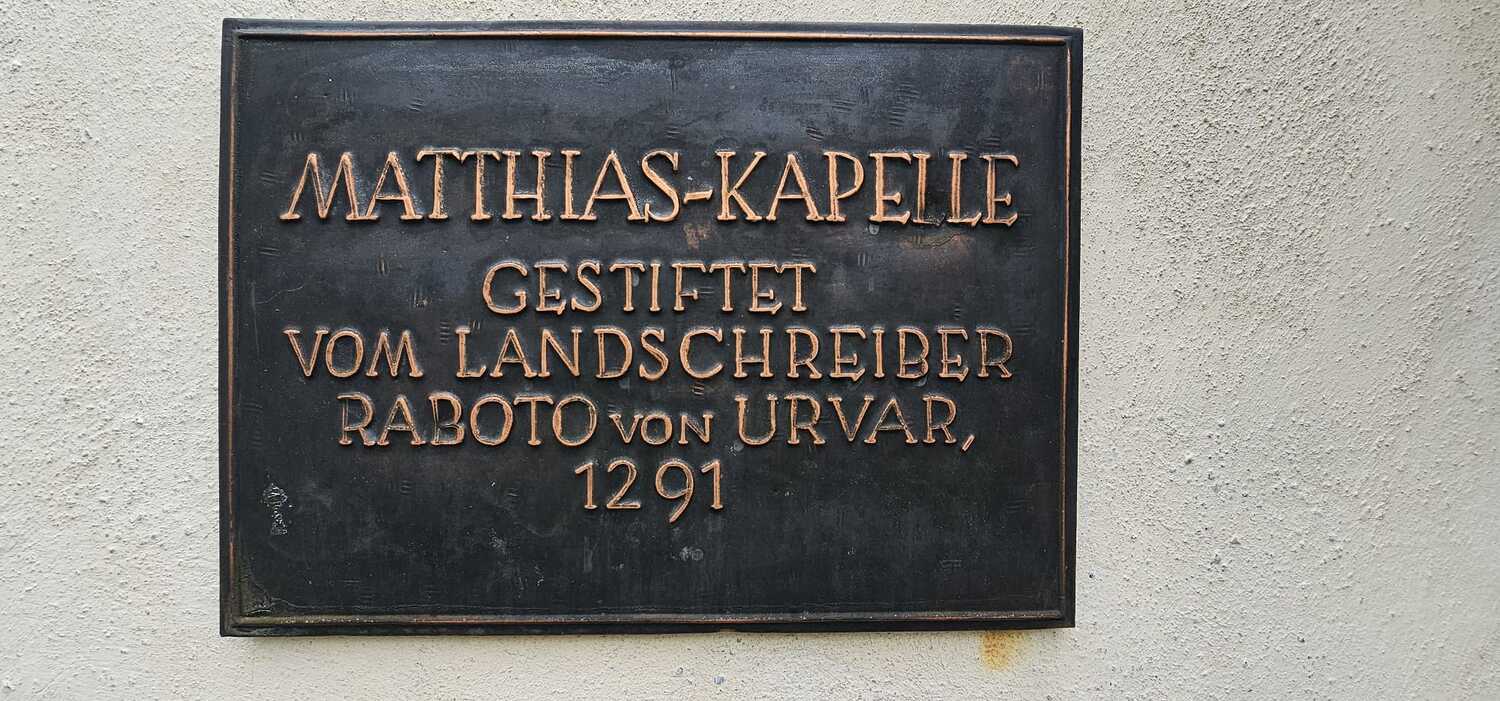 MATTHIAS-KAPELLE
GESTIFTET
VOM LANDSCHREIBER
RABOTO VON URVAR,
1291